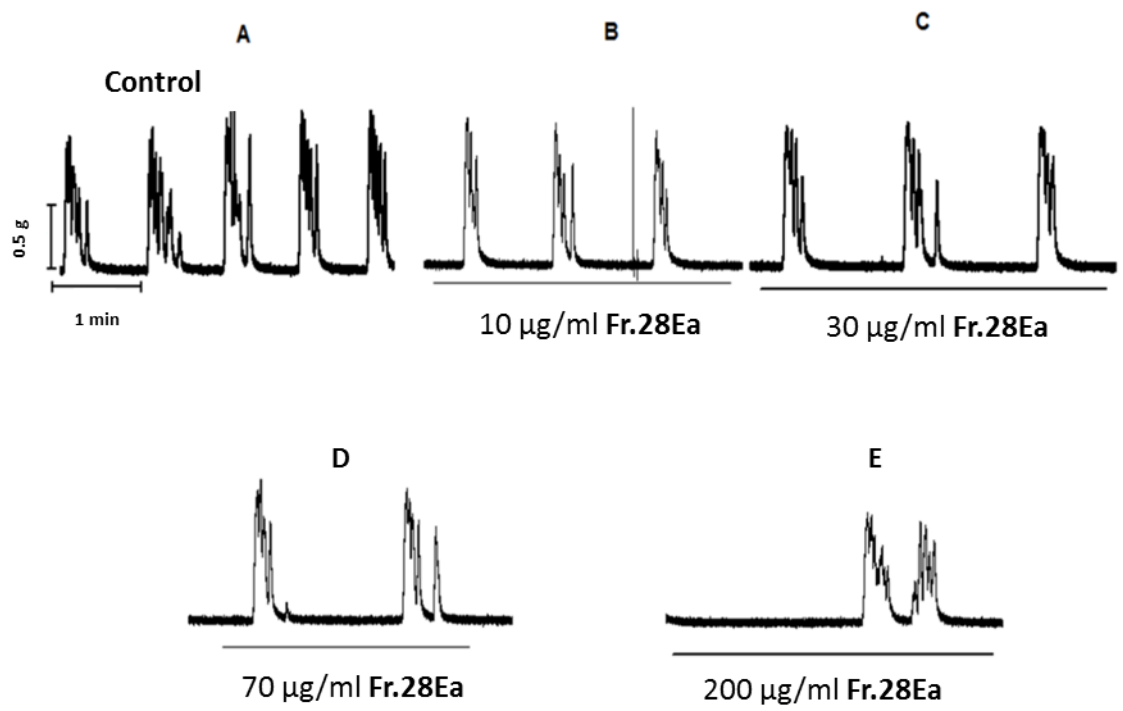 A
B
C
Control
0.5 g
1 min
10 µg/ml Fr.28Ea
30 µg/ml Fr.28Ea
D
E
70 µg/ml Fr.28Ea
200 µg/ml Fr.28Ea